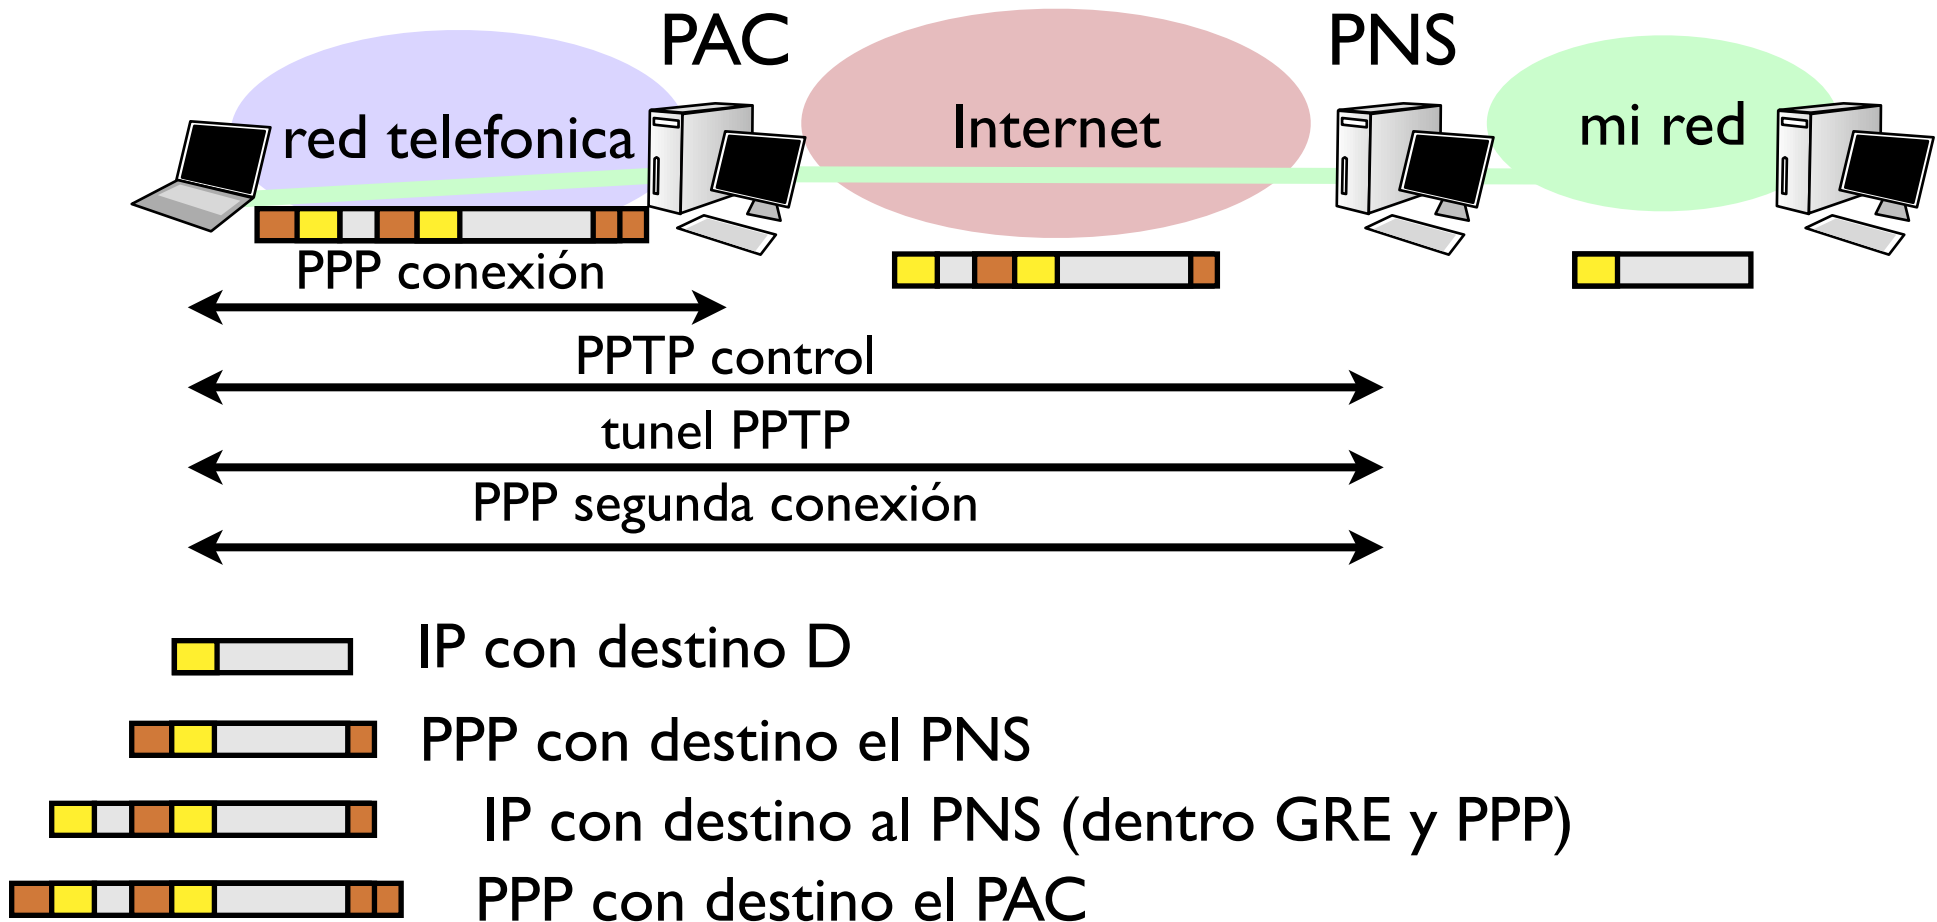 PAC
PNS
red telefonica
Internet
mi red
PPP conexión
PPTP control
tunel PPTP
PPP segunda conexión
IP con destino D
PPP con destino el PNS
IP con destino al PNS (dentro GRE y PPP)
PPP con destino el PAC